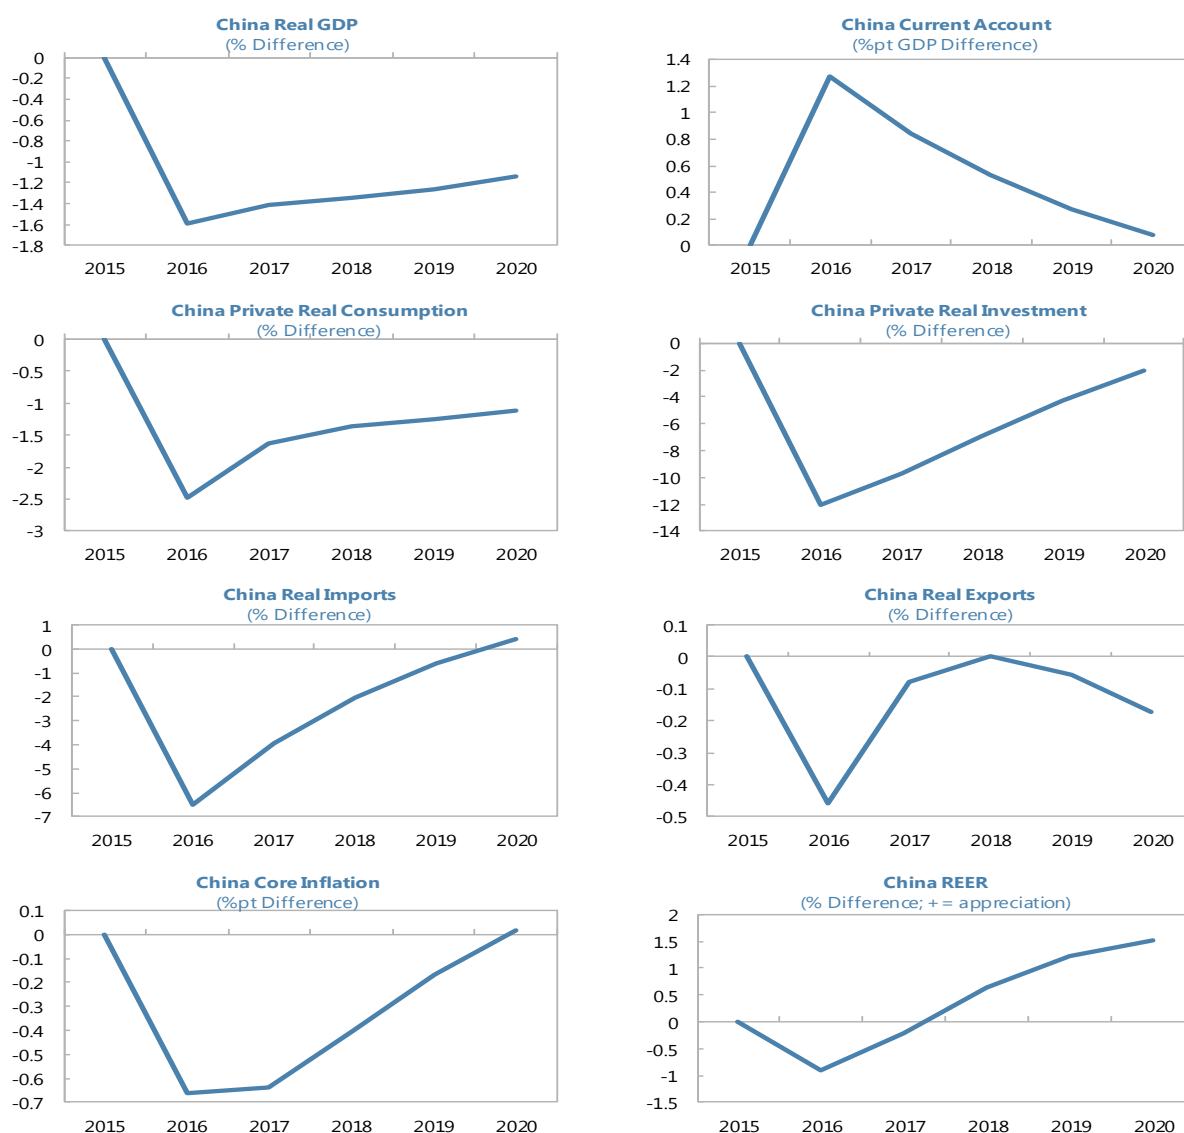 China Real GDP
(% Difference)
0
-0.2
-0.4
-0.6
-0.8
-1
-1.2
-1.4
-1.6
-1.8
2015 2016 2017 2018 2019 2020
China Current Account
(%pt GDP Difference)
1.4
1.2
1
0.8
0.6
0.4
0.2
0
2015 2016 2017 2018 2019 2020
China Private Real Consumption
(% Difference)
0
-0.5
-1
-1.5
-2
-2.5
-3
2015 2016 2017 2018 2019 2020
China Private Real Investment
(% Difference)
0
-2
-4
-6
-8
-10
-12
-14
2015 2016 2017 2018 2019 2020
China Real Imports
(% Difference)
1
0
-1
-2
-3
-4
-5
-6
-7
2015 2016 2017 2018 2019 2020
China Real Exports
(% Difference)
0.1
0
-0.1
-0.2
-0.3
-0.4
-0.5
2015 2016 2017 2018 2019 2020
China Core Inflation
(%pt Difference)
0.1
0
-0.1
-0.2
-0.3
-0.4
-0.5
-0.6
-0.7
2015 2016 2017 2018 2019 2020
China REER
(% Difference; + = appreciation)
2
1.5
1
0.5
0
-0.5
-1
-1.5
2015 2016 2017 2018 2019 2020